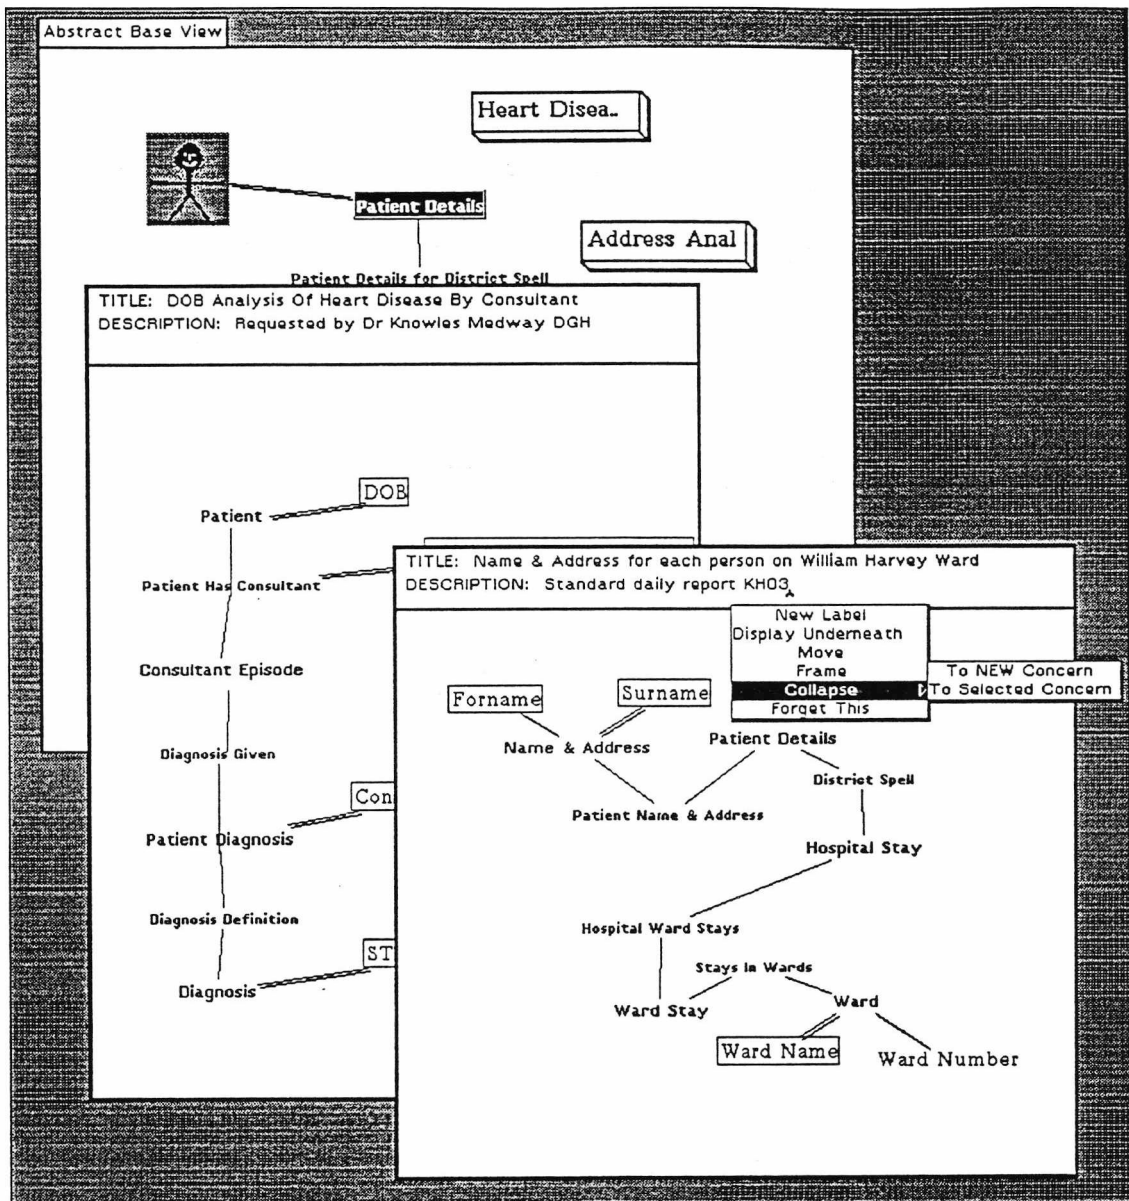 Abstract Base View
Heart Disea..
Patient Details
Address Anal
Patient Details for District Spell
TITLE: DOB Analysis Of Heart Disease By Consultant
DESCRIPTION: Requested by Dr Knowles Medway DGH
DOB
Patient
Patient Has Consultant
Consultant Episode
Diagnosis Given
Con
Patient Diagnosis
Diagnosis Definition
ST
Diagnosis
TITLE: Name & Address for each person on William Harvey Ward
DESCRIPTION: Standard daily report KH03
New Label
Display Underneath
Move
Frame
Collapse
Forget This
To NEW Concern
To Selected Concern
Forname
Surname
Name & Address
Patient Details
District Spell
Patient Name & Address
Hospital Stay
Hospital Ward Stays
Stays In Wards
Ward Stay
Ward
Ward Name
Ward Number